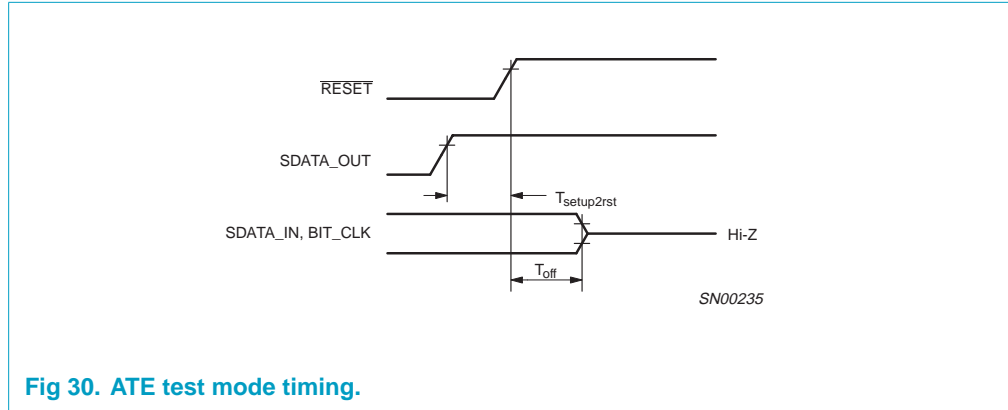 RESET
SDATA_OUT
Tsetup2rst
SDATA_IN, BIT_CLK
Hi-Z
Toff
SN00235
Fig 30. ATE test mode timing.